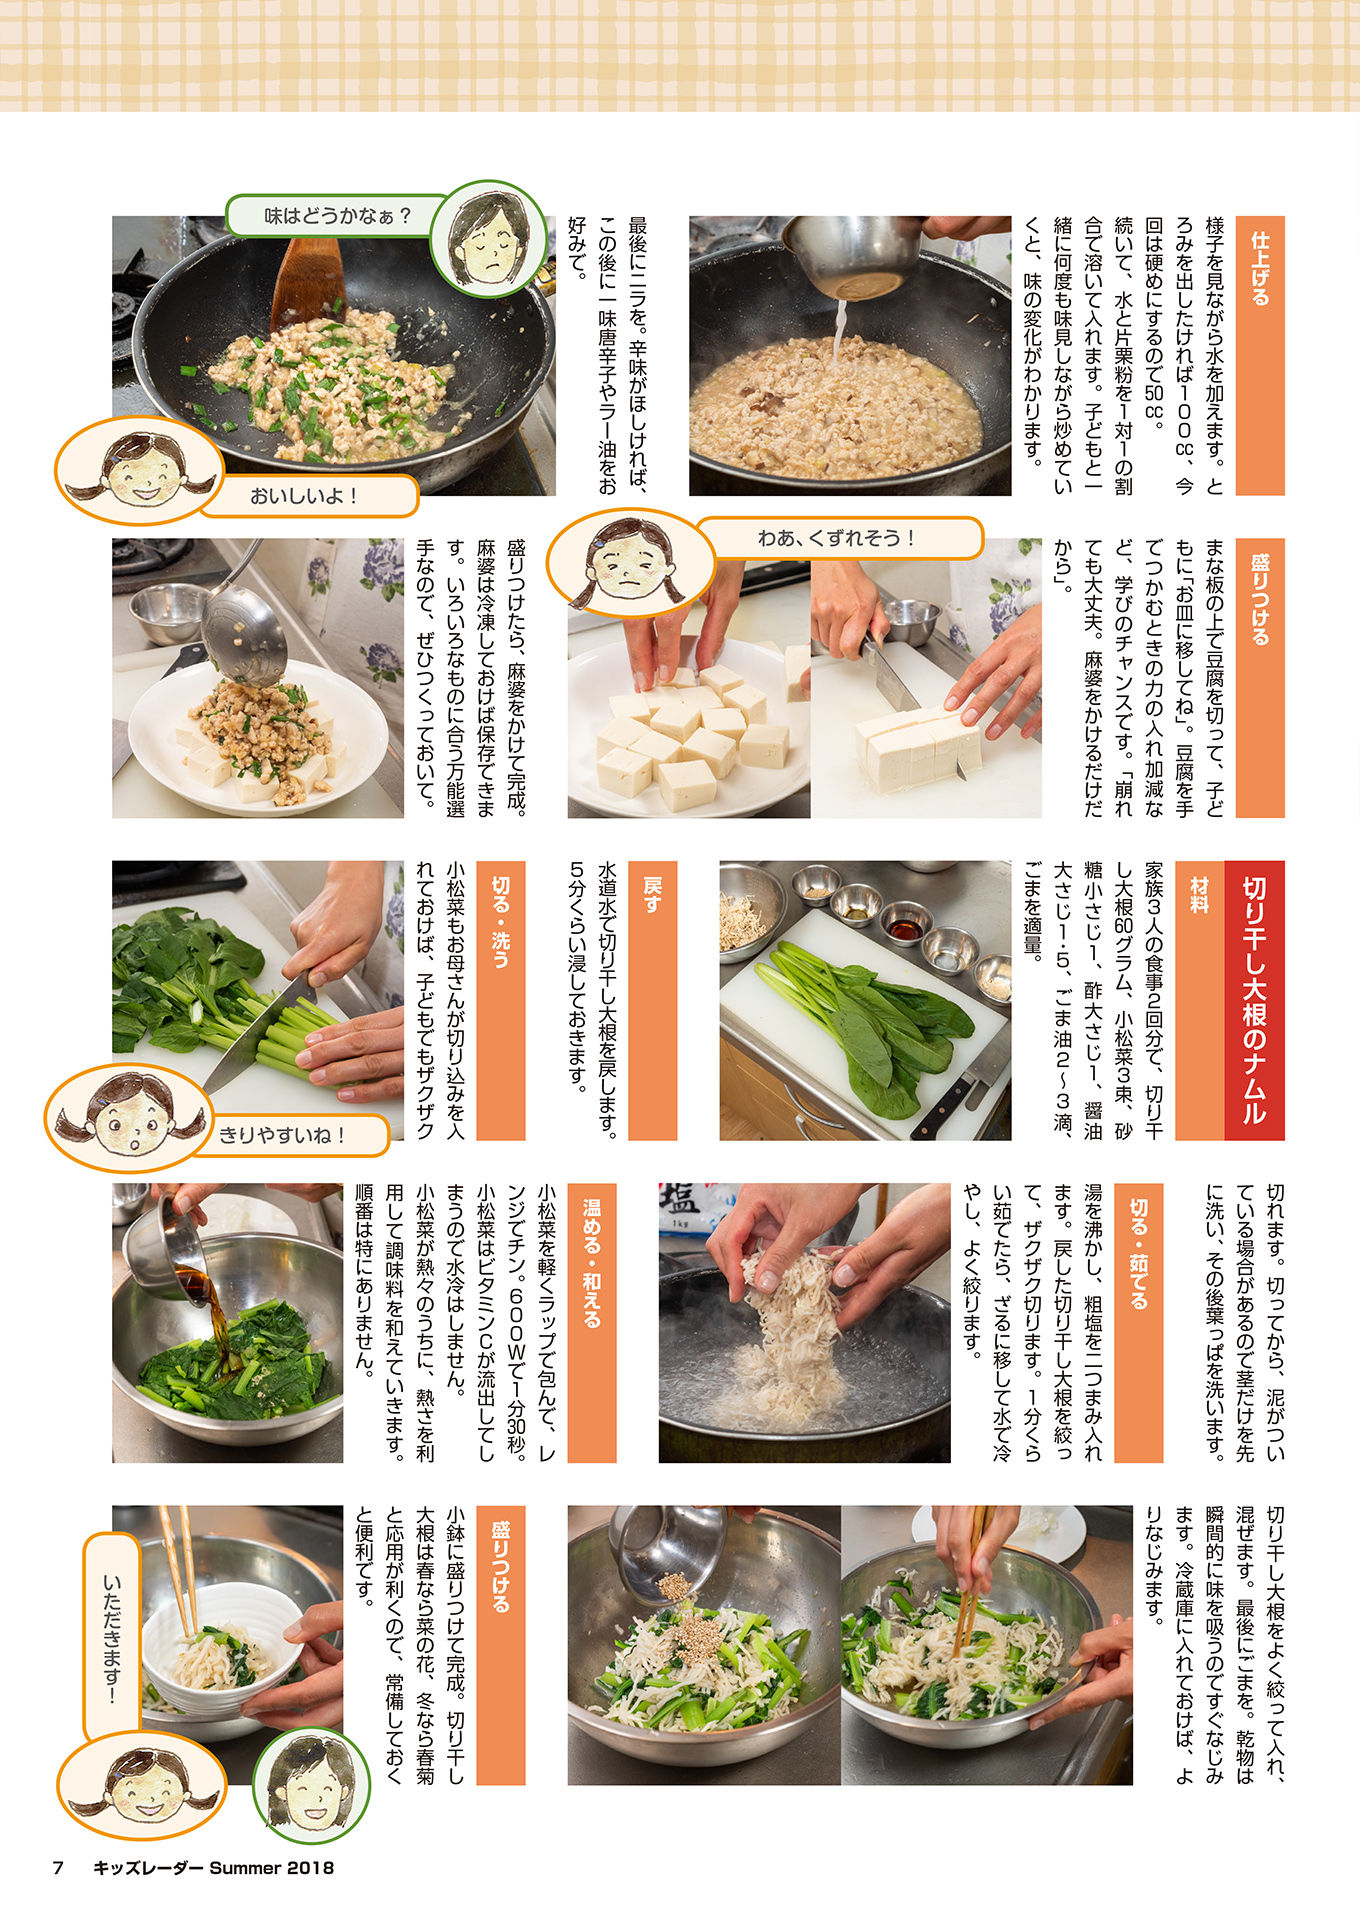 仕上げる
様子を見ながら水を加えます。と
ろみを出したければ100cc、今
回は硬めにするので50cc。
続いて、水と片栗粉を1対1の割
合で溶いて入れます。子どもと一
緒に何度も味見しながら炒めてい
くと、味の変化がわかります。
最後にニラを。辛味がほしければ、
この後に一味唐辛子やラー油をお
好みで。
味はどうかなぁ？
おいしいよ！
盛りつける
まな板の上で豆腐を切って、子ど
もに「お皿に移してね」。豆腐を手
でつかむときの力の入れ加減な
ど、学びのチャンスです。「崩れ
ても大丈夫。麻婆をかけるだけだ
から」。
わあ、くずれそう！
盛りつけたら、麻婆をかけて完成。
麻婆は冷凍しておけば保存できま
す。いろいろなものに合う万能選
手なので、ぜひつくっておいて。
切り干し大根のナムル
材料
家族3人の食事2回分で、切り干
し大根60グラム、小松菜3束、砂
糖小さじ1、酢大さじ1、醤油
大さじ1・5、ごま油2～3滴、
ごまを適量。
戻す
水道水で切り干し大根を戻します。
5分くらい浸しておきます。
切る・洗う
小松菜もお母さんが切り込みを入
れておけば、子どもでもザクザク
きりやすいね！
切れます。切ってから、泥がつい
ている場合があるので茎だけを先
に洗い、その後葉っぱを洗います。
切る・茹でる
湯を沸かし、粗塩を二つまみ入れ
ます。戻した切り干し大根を絞っ
て、ザクザク切ります。1分くら
い茹でたら、ざるに移して水で冷
やし、よく絞ります。
塩
1kg
温める・和える
小松菜を軽くラップで包んで、レ
ンジでチン。600Wで1分30秒。
小松菜はビタミンCが流出してし
まうので水冷はしません。
小松菜が熱々のうちに、熱さを利
用して調味料を和えていきます。
順番は特にありません。
切り干し大根をよく絞って入れ、
混ぜます。最後にごまを。乾物は
瞬間的に味を吸うのですぐなじみ
ます。冷蔵庫に入れておけば、よ
りなじみます。
盛りつける
小鉢に盛りつけて完成。切り干し
大根は春なら菜の花、冬なら春菊
と応用が利くので、常備しておく
と便利です。
いただきます！
7 キッズレーダー Summer 2018